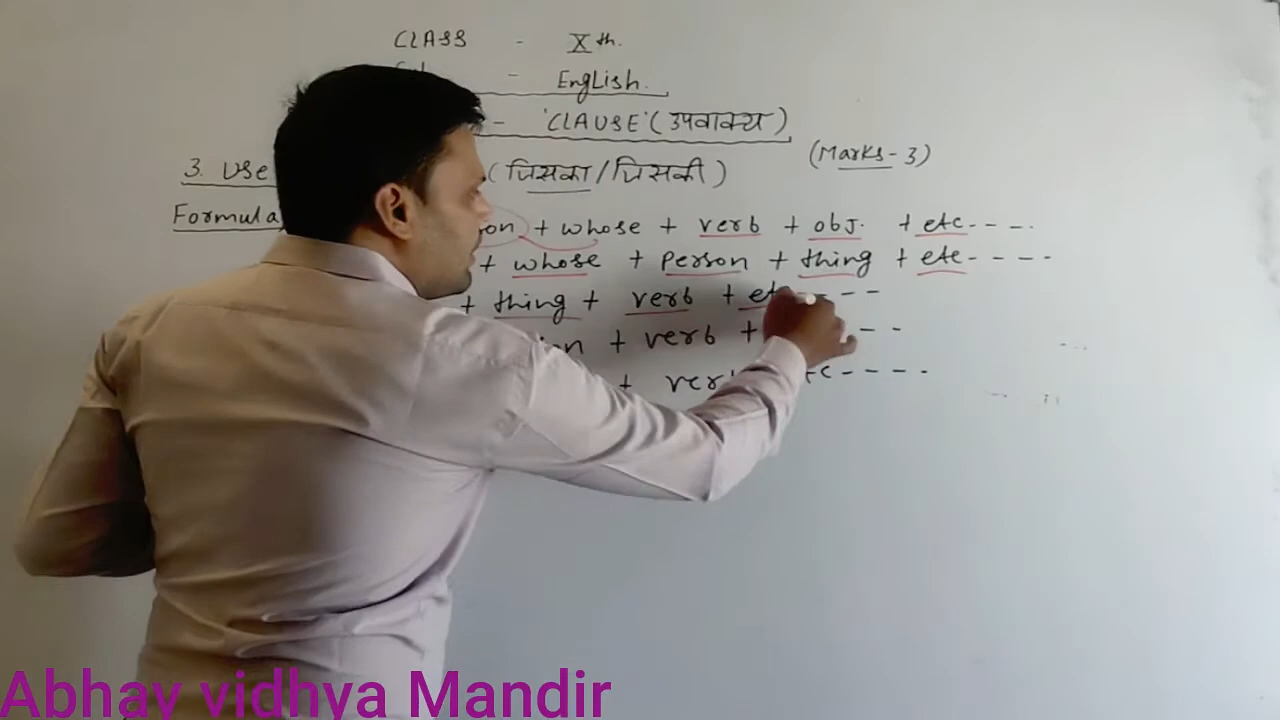 CLASS - Xth.
- English.
- 'CLAUSE' (उपवाक्य)
3. Use (जिसका/जिसकी) (Marks-3)
Formula + whose + verb + obj. + etc----.
+ whose + person + thing + etc----
+ thing + verb + etc----
+ verb + --
+ ----
Abhay vidhya Mandir